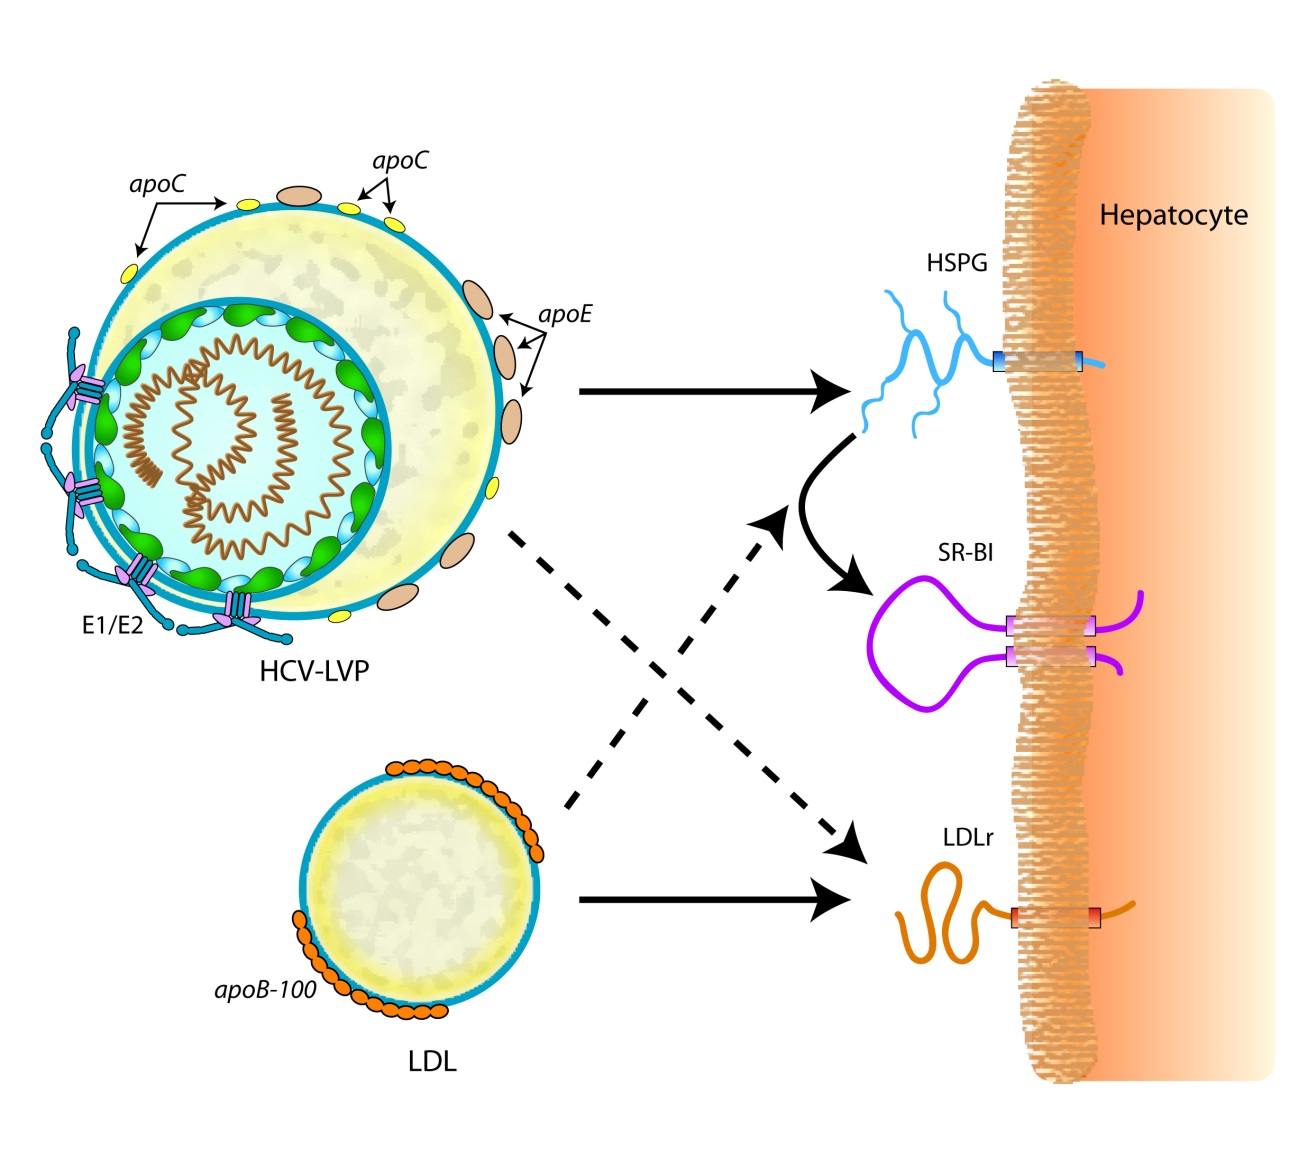 apoC
apoC
Hepatocyte
HSPG
apoE
SR-BI
E1/E2
HCV-LVP
LDLr
apoB-100
LDL